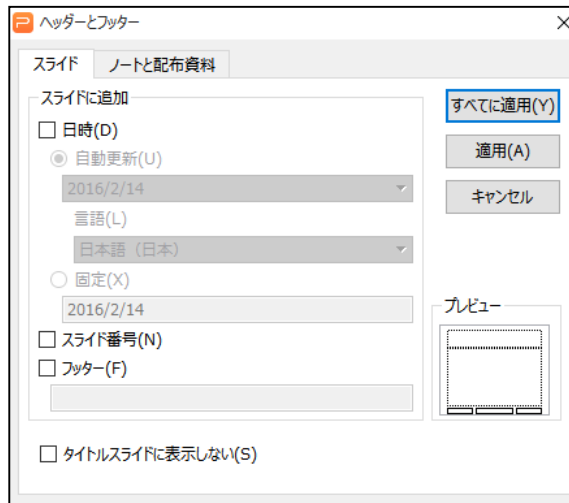 ヘッダーとフッター
スライド
ノートと配布資料
スライドに追加
日時(D)
自動更新(U)
2016/2/14
言語(L)
日本語（日本）
固定(X)
2016/2/14
スライド番号(N)
フッター(F)
タイトルスライドに表示しない(S)
すべてに適用(Y)
適用(A)
キャンセル
プレビュー